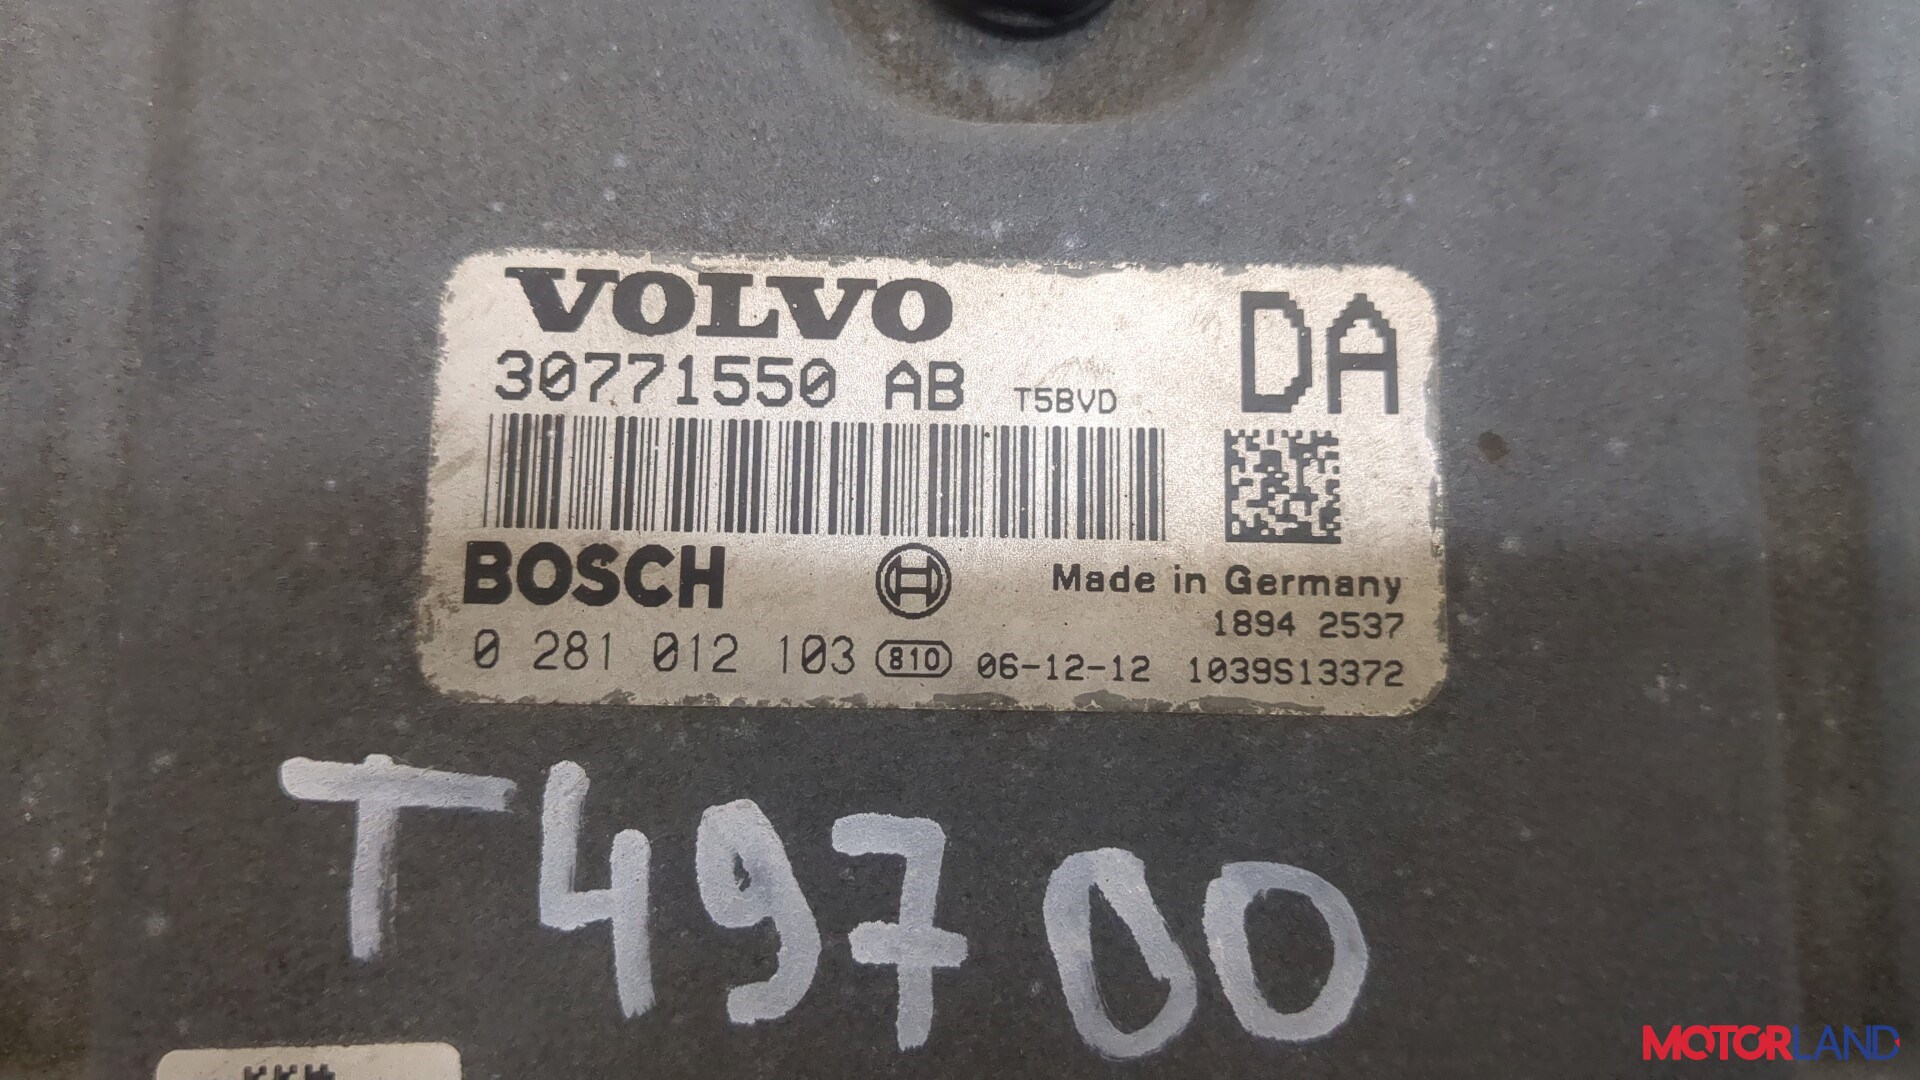 VOLVO
30771550 AB T5BVD
DA
BOSCH
Made in Germany
1894 2537
0 281 012 103 810 06-12-12 1039S13372
T49700
MOTORLAND